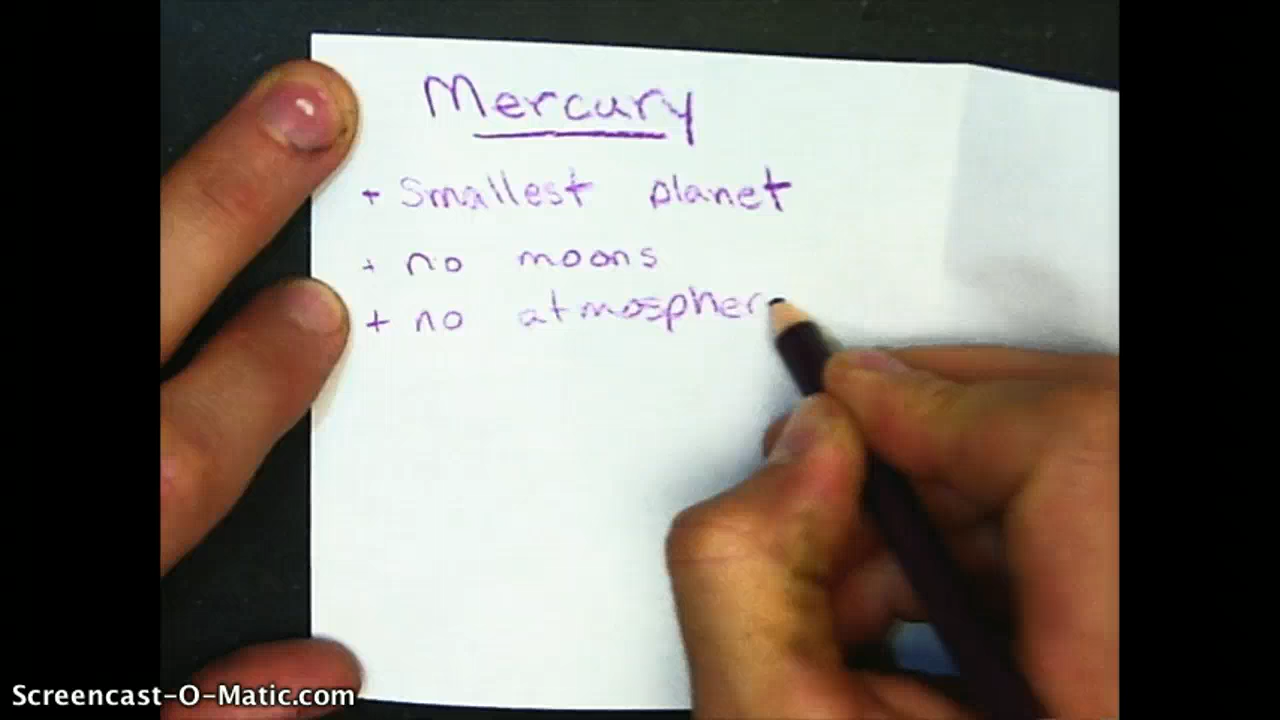 Mercury
+ Smallest planet
+ no moons
+ no atmospher
Screencast-O-Matic.com